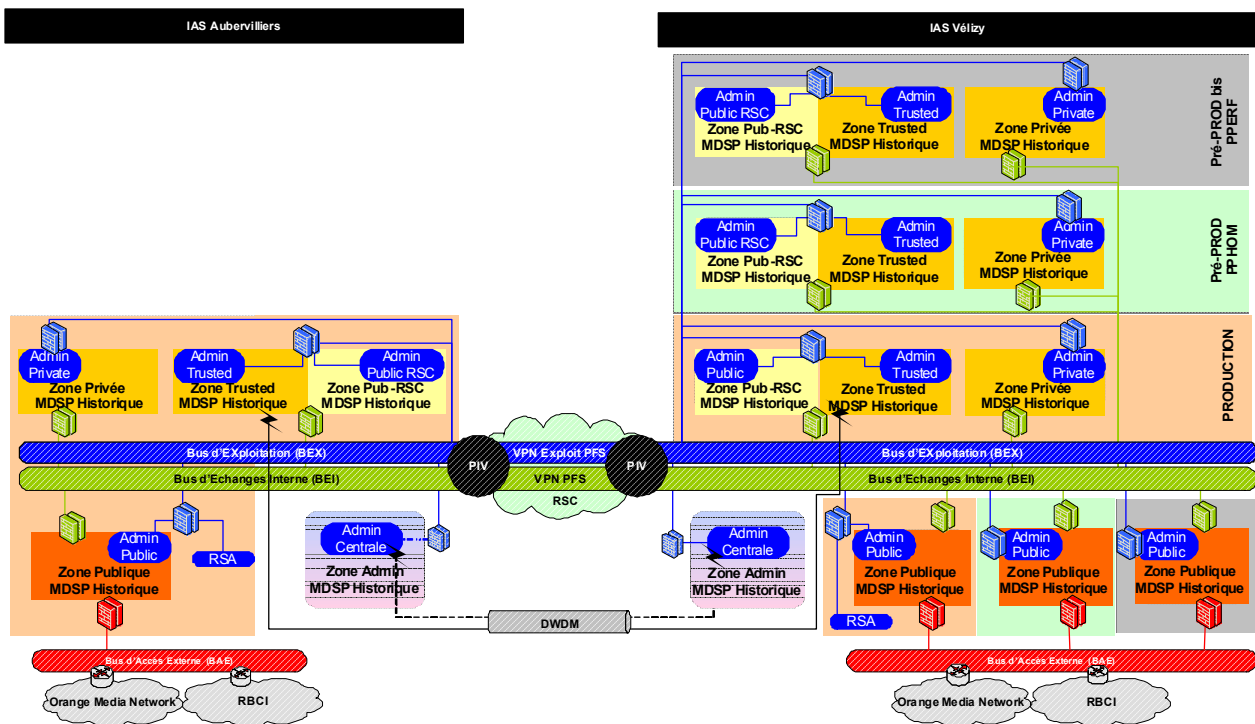 IAS Aubervilliers
IAS Vélizy
Admin
Public RSC
Zone Pub -RSC
MDSP Historique
Admin
Trusted
Zone Trusted
MDSP Historique
Admin
Private
Zone Privée
MDSP Historique
Pré-PROD bis
PPERF
Admin
Public RSC
Zone Pub-RSC
MDSP Historique
Admin
Trusted
Zone Trusted
MDSP Historique
Admin
Private
Zone Privée
MDSP Historique
Pré-PROD
PPHOM
Admin
Private
Zone Privée
MDSP Historique
Admin
Trusted
Zone Trusted
MDSP Historique
Admin
Public RSC
Zone Pub -RSC
MDSP Historique
Admin
Public
Zone Pub-RSC
MDSP Historique
Admin
Trusted
Zone Trusted
MDSP Historique
Admin
Private
Zone Privée
MDSP Historique
PRODUCTION
Bus d'EXploitation (BEX)
PIV
VPN Exploit PFS
PIV
Bus d'EXploitation (BEX)
Bus d'Echanges Interne (BEI)
VPN PFS
Bus d'Echanges Interne (BEI)
RSC
Admin
Public
RSA
Zone Publique
MDSP Historique
Admin
Centrale
Zone Admin
MDSP Historique
Admin
Centrale
Zone Admin
MDSP Historique
DWDM
Admin
Public
Zone Publique
MDSP Historique
RSA
Admin
Public
Zone Publique
MDSP Historique
Admin
Public
Zone Publique
MDSP Historique
Bus d'Accès Externe (BAE)
Bus d'Accès Externe (BAE)
Orange Media Network
RBCI
Orange Media Network
RBCI